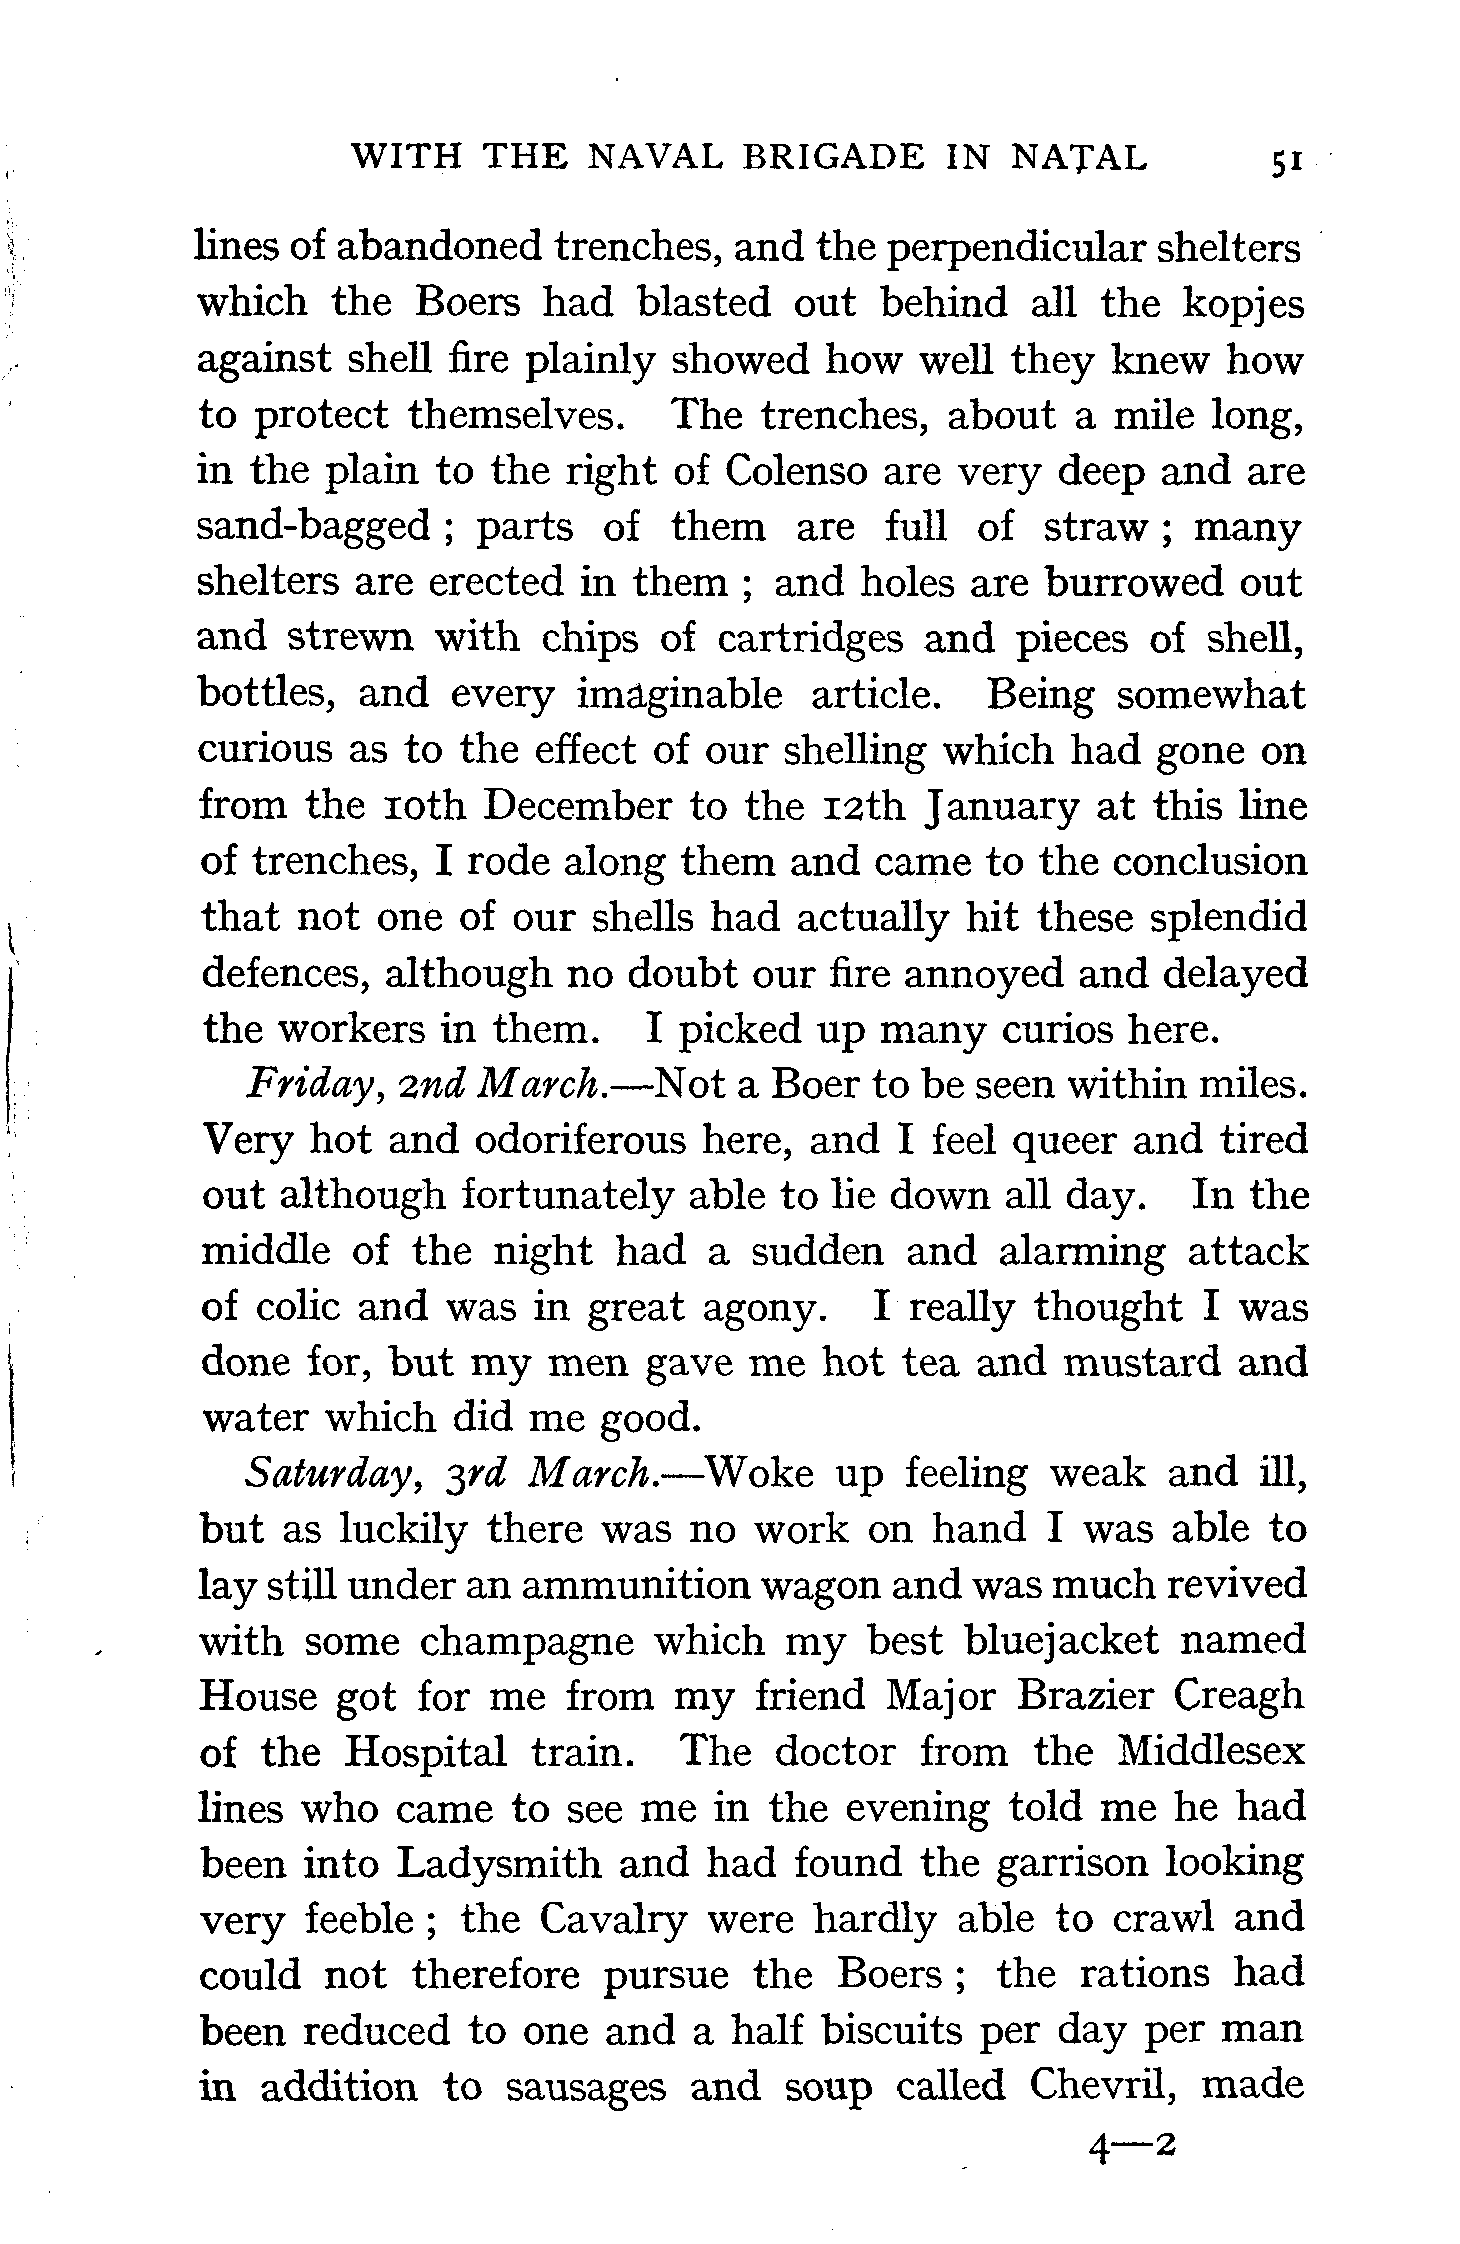 WITH THE NAVAL BRIGADE IN NATAL 51
lines of abandoned trenches, and the perpendicular shelters
which the Boers had blasted out behind all the kopjes
against shell fire plainly showed how well they knew how
to protect themselves. The trenches, about a mile long,
in the plain to the right of Colenso are very deep and are
sand-bagged ; parts of them are full of straw ; many
shelters are erected in them ; and holes are burrowed out
and strewn with chips of cartridges and pieces of shell,
bottles, and every imaginable article. Being somewhat
curious as to the effect of our shelling which had gone on
from the 10th December to the 12th January at this line
of trenches, I rode along them and came to the conclusion
that not one of our shells had actually hit these splendid
defences, although no doubt our fire annoyed and delayed
the workers in them. I picked up many curios here.
Friday, 2nd March.—Not a Boer to be seen within miles.
Very hot and odoriferous here, and I feel queer and tired
out although fortunately able to lie down all day. In the
middle of the night had a sudden and alarming attack
of colic and was in great agony. I really thought I was
done for, but my men gave me hot tea and mustard and
water which did me good.
Saturday, 3rd March.—Woke up feeling weak and ill,
but as luckily there was no work on hand I was able to
lay still under an ammunition wagon and was much revived
with some champagne which my best bluejacket named
House got for me from my friend Major Brazier Creagh
of the Hospital train. The doctor from the Middlesex
lines who came to see me in the evening told me he had
been into Ladysmith and had found the garrison looking
very feeble ; the Cavalry were hardly able to crawl and
could not therefore pursue the Boers ; the rations had
been reduced to one and a half biscuits per day per man
in addition to sausages and soup called Chevril, made
4—2